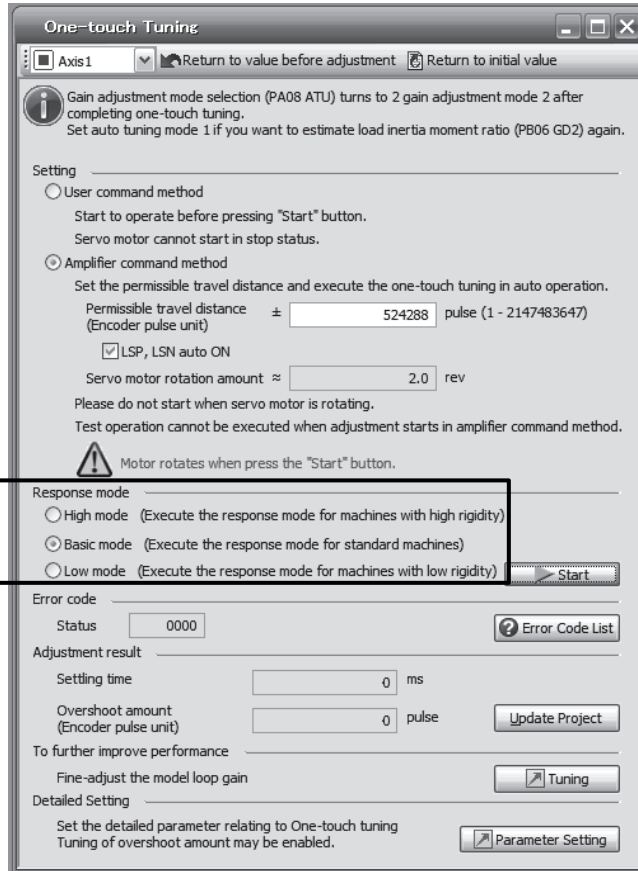 One-touch Tuning
Axis1 Return to value before adjustment Return to initial value
Gain adjustment mode selection (PA08 ATU) turns to 2 gain adjustment mode 2 after
completing one-touch tuning.
Set auto tuning mode 1 if you want to estimate load inertia moment ratio (PB06 GD2) again.
Setting
User command method
Start to operate before pressing "Start" button.
Servo motor cannot start in stop status.
Amplifier command method
Set the permissible travel distance and execute the one-touch tuning in auto operation.
Permissible travel distance ± 524288 pulse (1 - 2147483647)
(Encoder pulse unit)
LSP, LSN auto ON
Servo motor rotation amount ≈ 2.0 rev
Please do not start when servo motor is rotating.
Test operation cannot be executed when adjustment starts in amplifier command method.
Motor rotates when press the "Start" button.
Response mode
High mode (Execute the response mode for machines with high rigidity)
Basic mode (Execute the response mode for standard machines)
Low mode (Execute the response mode for machines with low rigidity) Start
Error code
Status 0000 Error Code List
Adjustment result
Settling time 0 ms
Overshoot amount 0 pulse Update Project
(Encoder pulse unit)
To further improve performance
Fine-adjust the model loop gain Tuning
Detailed Setting
Set the detailed parameter relating to One-touch tuning
Tuning of overshoot amount may be enabled. Parameter Setting